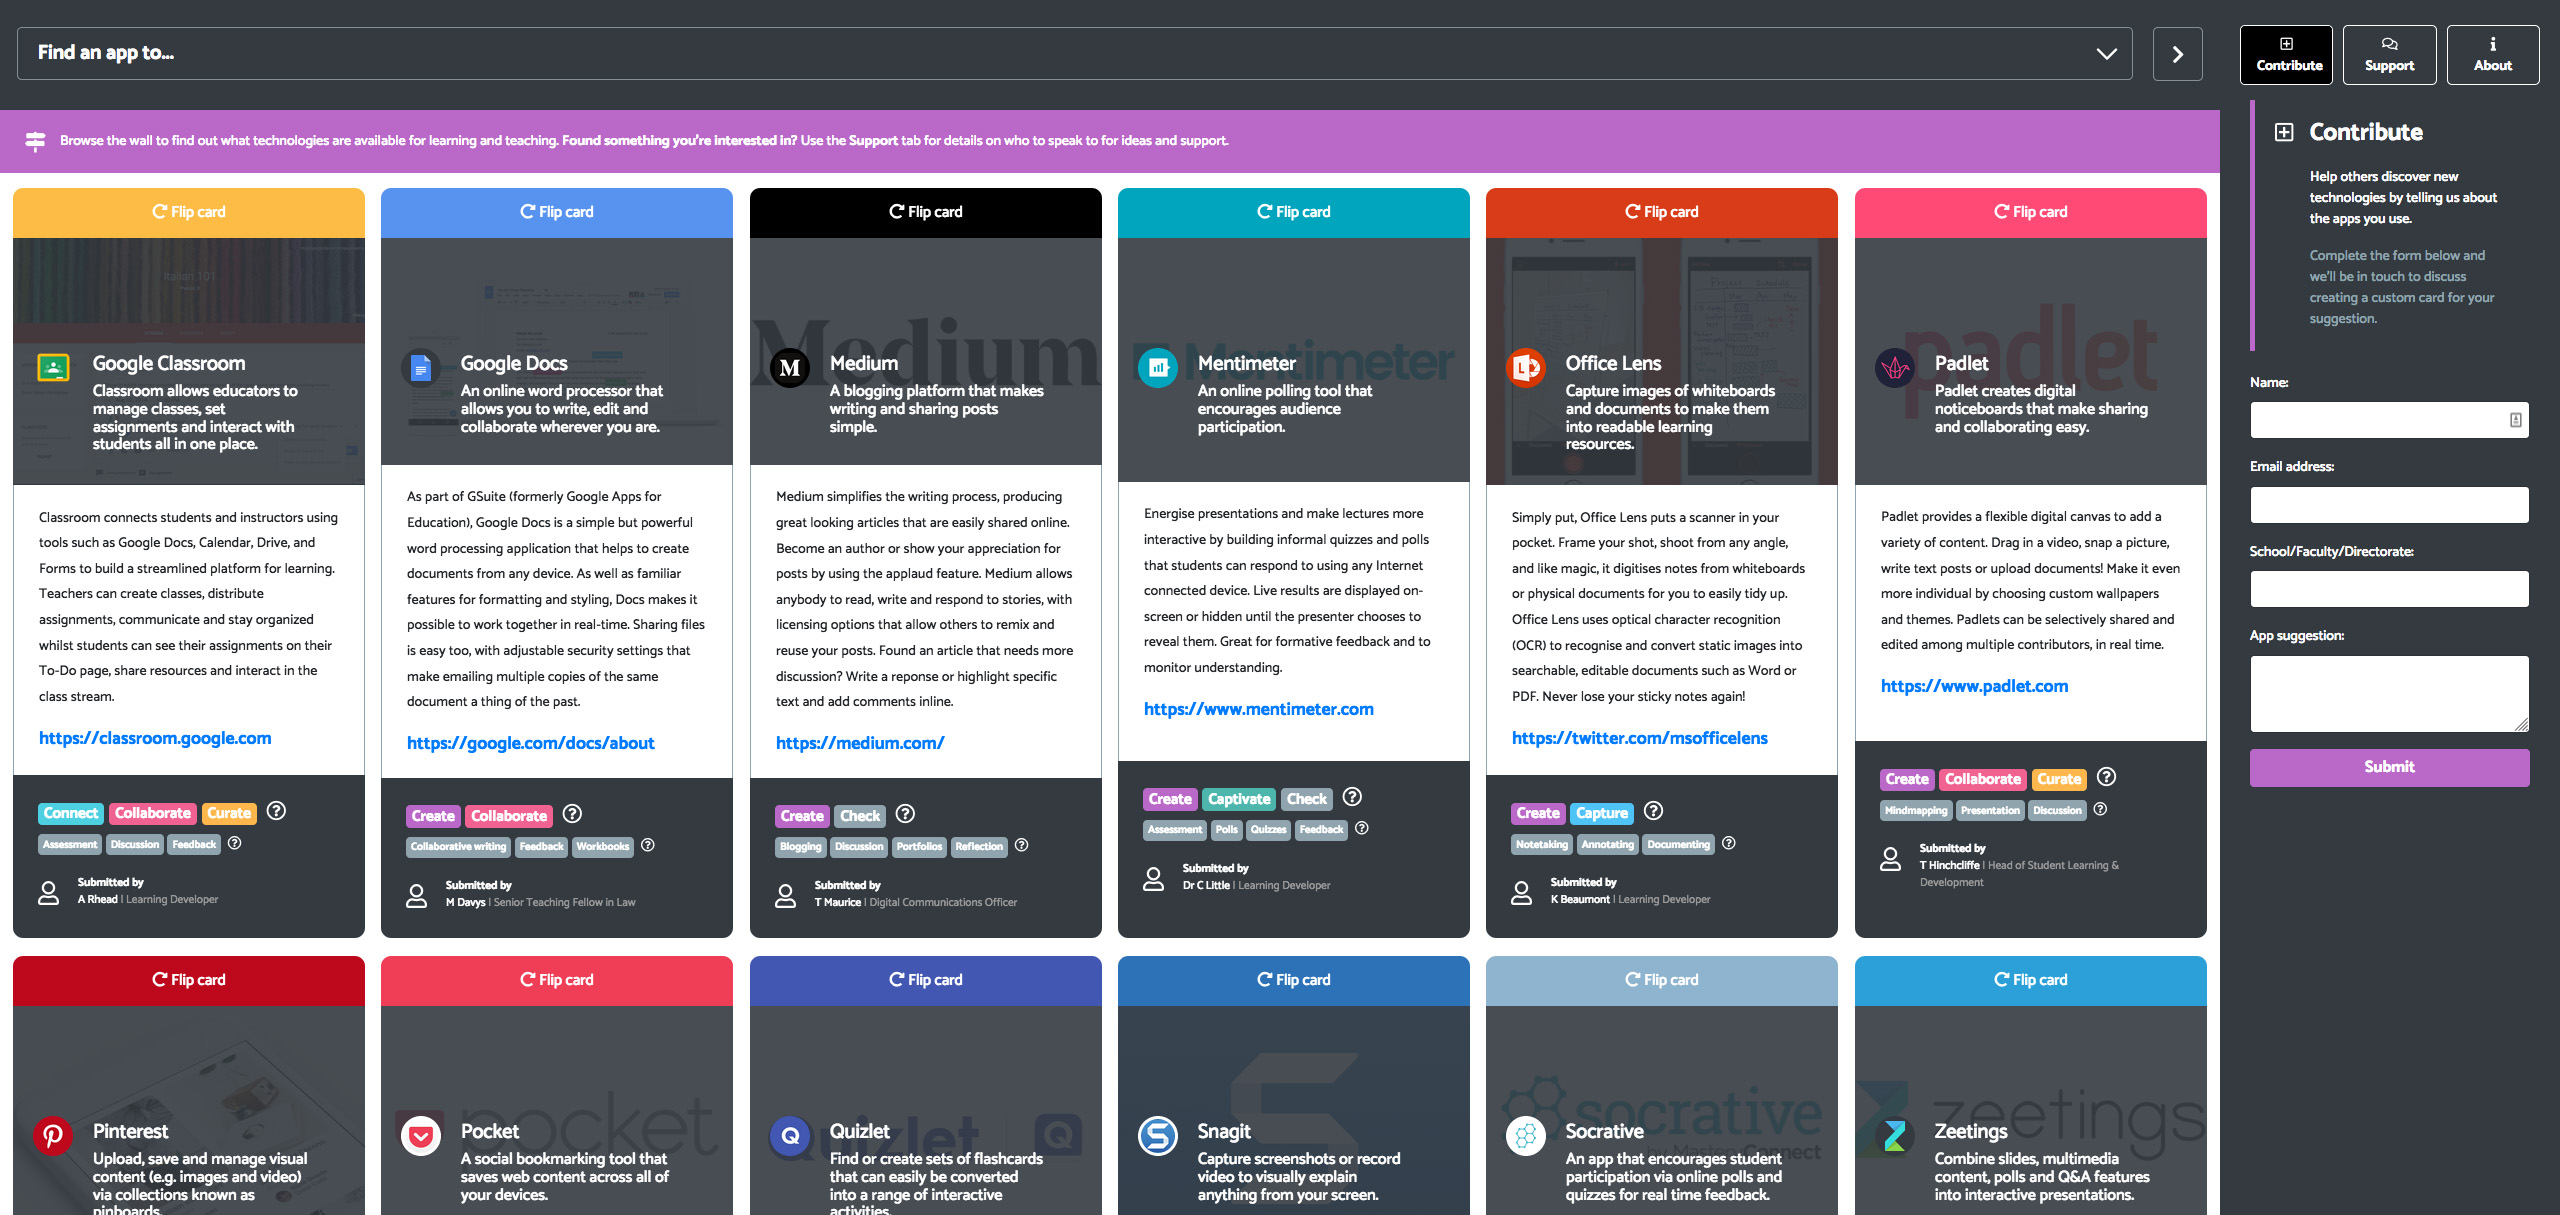 Find an app to...
Contribute
Support
About
Browse the wall to find out what technologies are available for learning and teaching. Found something you're interested in? Use the Support tab for details on who to speak to for ideas and support.
Flip card
Italian 101
Google Classroom
Classroom allows educators to
manage classes, set
assignments and interact with
students all in one place.
Classroom connects students and instructors using
tools such as Google Docs, Calendar, Drive, and
Forms to build a streamlined platform for learning.
Teachers can create classes, distribute
assignments, communicate and stay organized
whilst students can see their assignments on their
To-Do page, share resources and interact in the
class stream.
https://classroom.google.com
Connect Collaborate Curate
Assessment Discussion Feedback
Submitted by
A Rhead | Learning Developer
Flip card
Google Docs
An online word processor that
allows you to write, edit and
collaborate wherever you are.
As part of GSuite (formerly Google Apps for
Education), Google Docs is a simple but powerful
word processing application that helps to create
documents from any device. As well as familiar
features for formatting and styling, Docs makes it
possible to work together in real-time. Sharing files
is easy too, with adjustable security settings that
make emailing multiple copies of the same
document a thing of the past.
https://google.com/docs/about
Create Collaborate
Collaborative writing Feedback Workbooks
Submitted by
M Davys | Senior Teaching Fellow in Law
Flip card
Medium
Medium
A blogging platform that makes
writing and sharing posts
simple.
Medium simplifies the writing process, producing
great looking articles that are easily shared online.
Become an author or show your appreciation for
posts by using the applaud feature. Medium allows
anybody to read, write and respond to stories, with
licensing options that allow others to remix and
reuse your posts. Found an article that needs more
discussion? Write a reponse or highlight specific
text and add comments inline.
https://medium.com/
Create Check
Blogging Discussion Portfolios Reflection
Submitted by
T Maurice | Digital Communications Officer
Flip card
Mentimeter
Mentimeter
An online polling tool that
encourages audience
participation.
Energise presentations and make lectures more
interactive by building informal quizzes and polls
that students can respond to using any Internet
connected device. Live results are displayed on-
screen or hidden until the presenter chooses to
reveal them. Great for formative feedback and to
monitor understanding.
https://www.mentimeter.com
Create Captivate Check
Assessment Polls Quizzes Feedback
Submitted by
Dr C Little | Learning Developer
Flip card
Project Schedule
Office Lens
Capture images of whiteboards
and documents to make them
into readable learning
resources.
Simply put, Office Lens puts a scanner in your
pocket. Frame your shot, shoot from any angle,
and like magic, it digitises notes from whiteboards
or physical documents for you to easily tidy up.
Office Lens uses optical character recognition
(OCR) to recognise and convert static images into
searchable, editable documents such as Word or
PDF. Never lose your sticky notes again!
https://twitter.com/msofficelens
Create Capture
Notetaking Annotating Documenting
Submitted by
K Beaumont | Learning Developer
Flip card
padlet
Padlet
Padlet creates digital
noticeboards that make sharing
and collaborating easy.
Padlet provides a flexible digital canvas to add a
variety of content. Drag in a video, snap a picture,
write text posts or upload documents! Make it even
more individual by choosing custom wallpapers
and themes. Padlets can be selectively shared and
edited among multiple contributors, in real time.
https://www.padlet.com
Create Collaborate Curate
Mindmapping Presentation Discussion
Submitted by
T Hinchcliffe | Head of Student Learning &
Development
Flip card
Pinterest
Upload, save and manage visual
content (e.g. images and video)
via collections known as
pinboards.
Flip card
pocket
Pocket
A social bookmarking tool that
saves web content across all of
your devices.
Flip card
Quizlet
Quizlet
Find or create sets of flashcards
that can easily be converted
into a range of interactive
activities.
Flip card
Snagit
Capture screenshots or record
video to visually explain
anything from your screen.
Flip card
socrative
by MasteryConnect
Socrative
An app that encourages student
participation via online polls and
quizzes for real time feedback.
Flip card
zeetings
Zeetings
Combine slides, multimedia
content, polls and Q&A features
into interactive presentations.
Contribute
Help others discover new
technologies by telling us about
the apps you use.
Complete the form below and
we'll be in touch to discuss
creating a custom card for your
suggestion.
Name:
Email address:
School/Faculty/Directorate:
App suggestion:
Submit